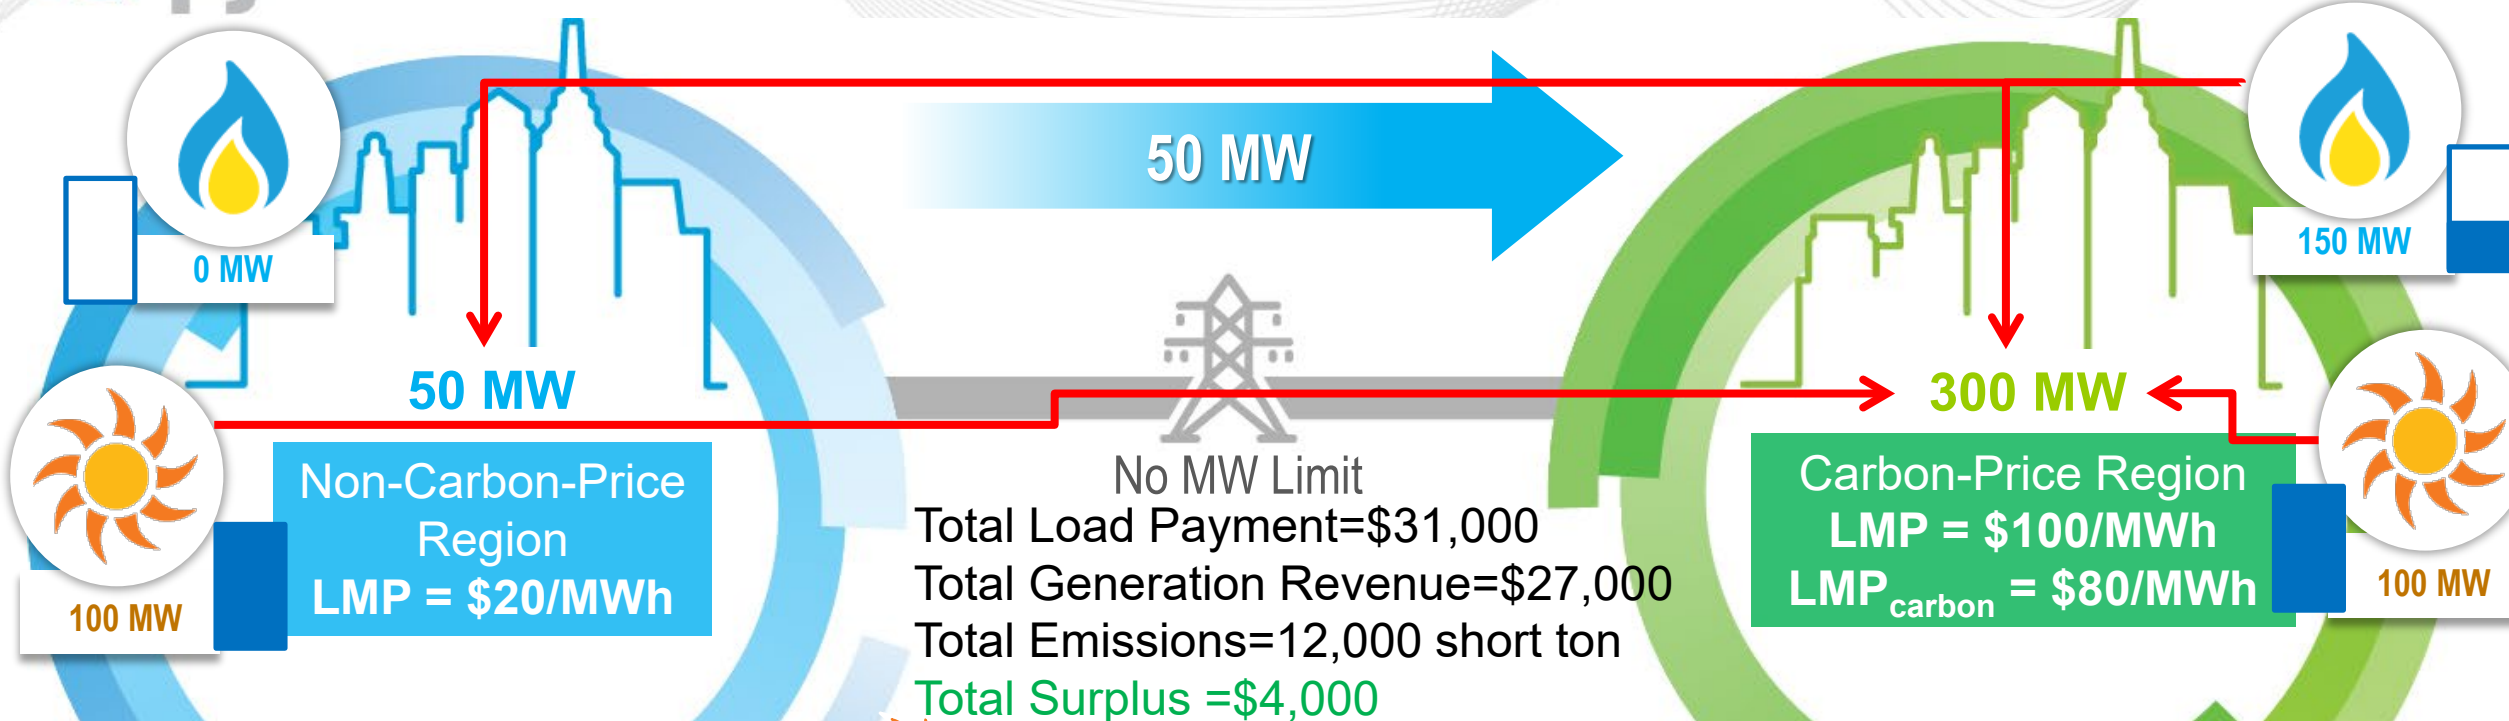 50 MW
0 MW
150 MW
50 MW
300 MW
100 MW
Non-Carbon-Price
Region
LMP = $20/MWh
No MW Limit
Total Load Payment=$31,000
Total Generation Revenue=$27,000
Total Emissions=12,000 short ton
Total Surplus =$4,000
Carbon-Price Region
LMP = $100/MWh
LMPcarbon = $80/MWh
100 MW